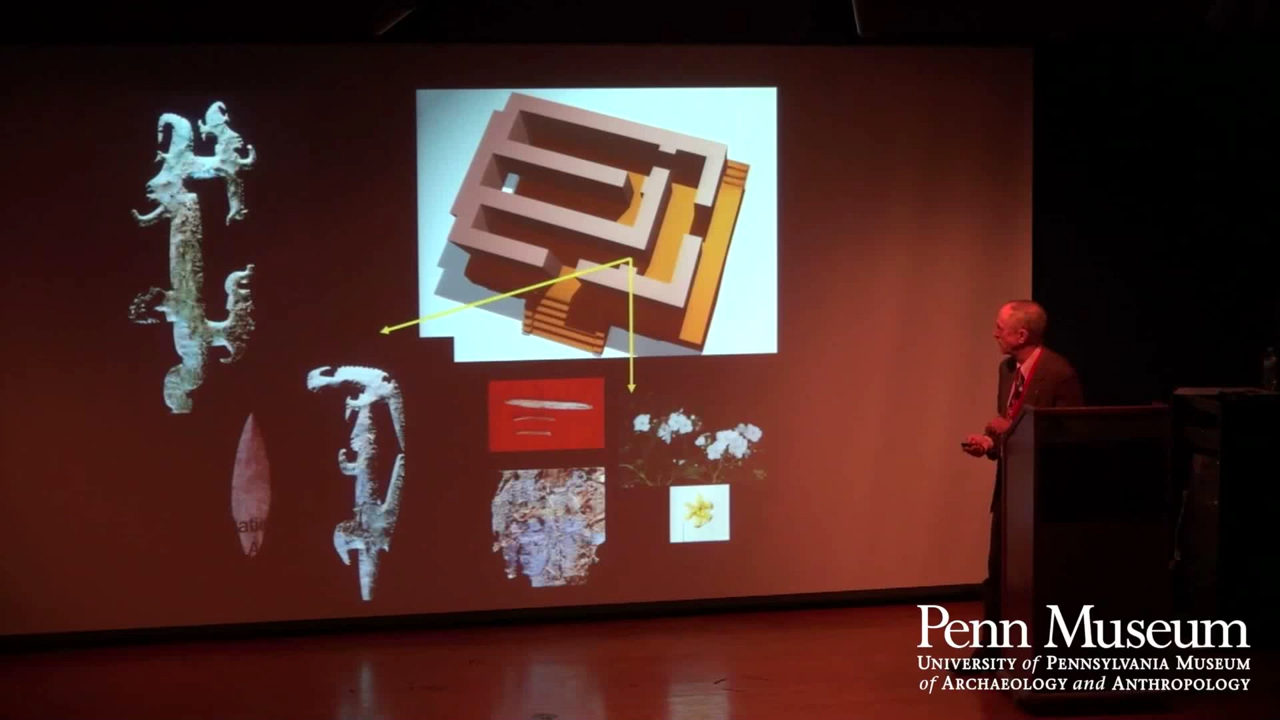 Penn Museum
UNIVERSITY of PENNSYLVANIA MUSEUM
of ARCHAEOLOGY and ANTHROPOLOGY